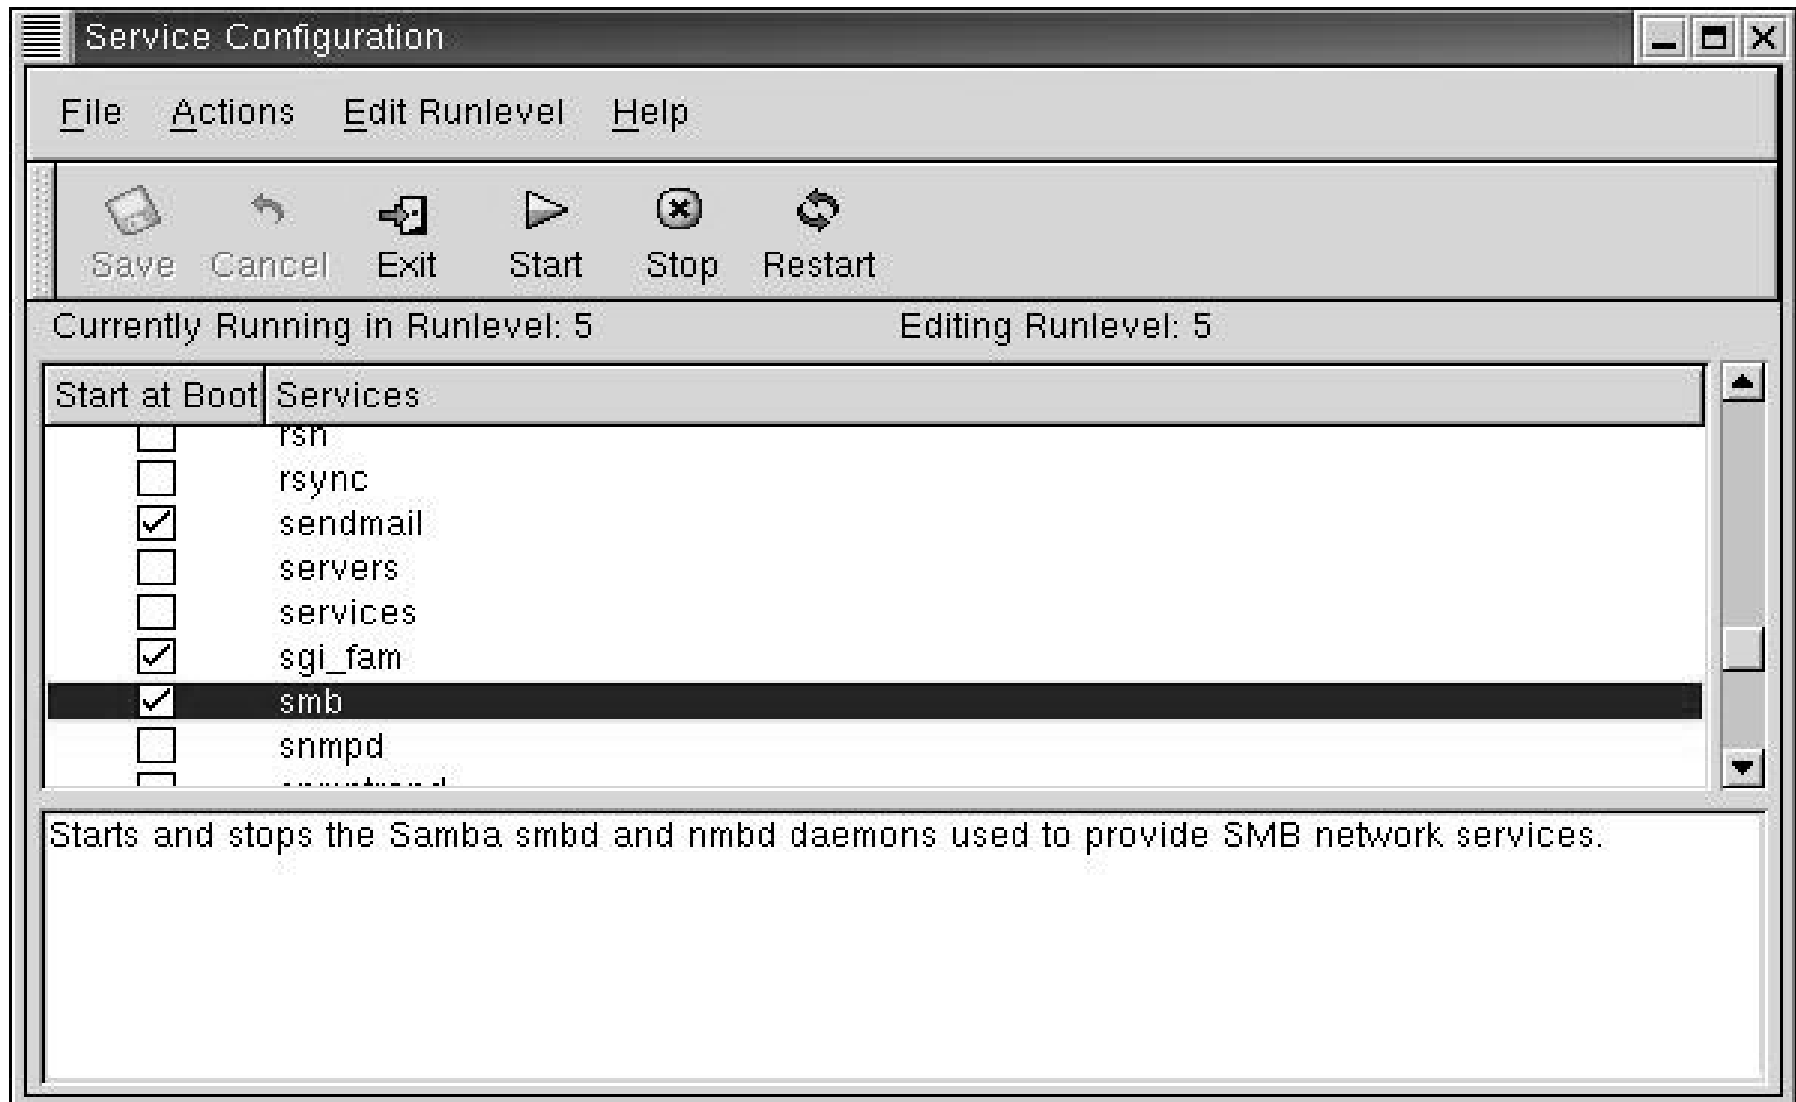 Service Configuration
File Actions Edit Runlevel Help
Save Cancel Exit Start Stop Restart
Currently Running in Runlevel: 5 Editing Runlevel: 5
Start at Boot Services
rsh
rsync
sendmail
servers
services
sgi_fam
smb
snmpd
Starts and stops the Samba smbd and nmbd daemons used to provide SMB network services.